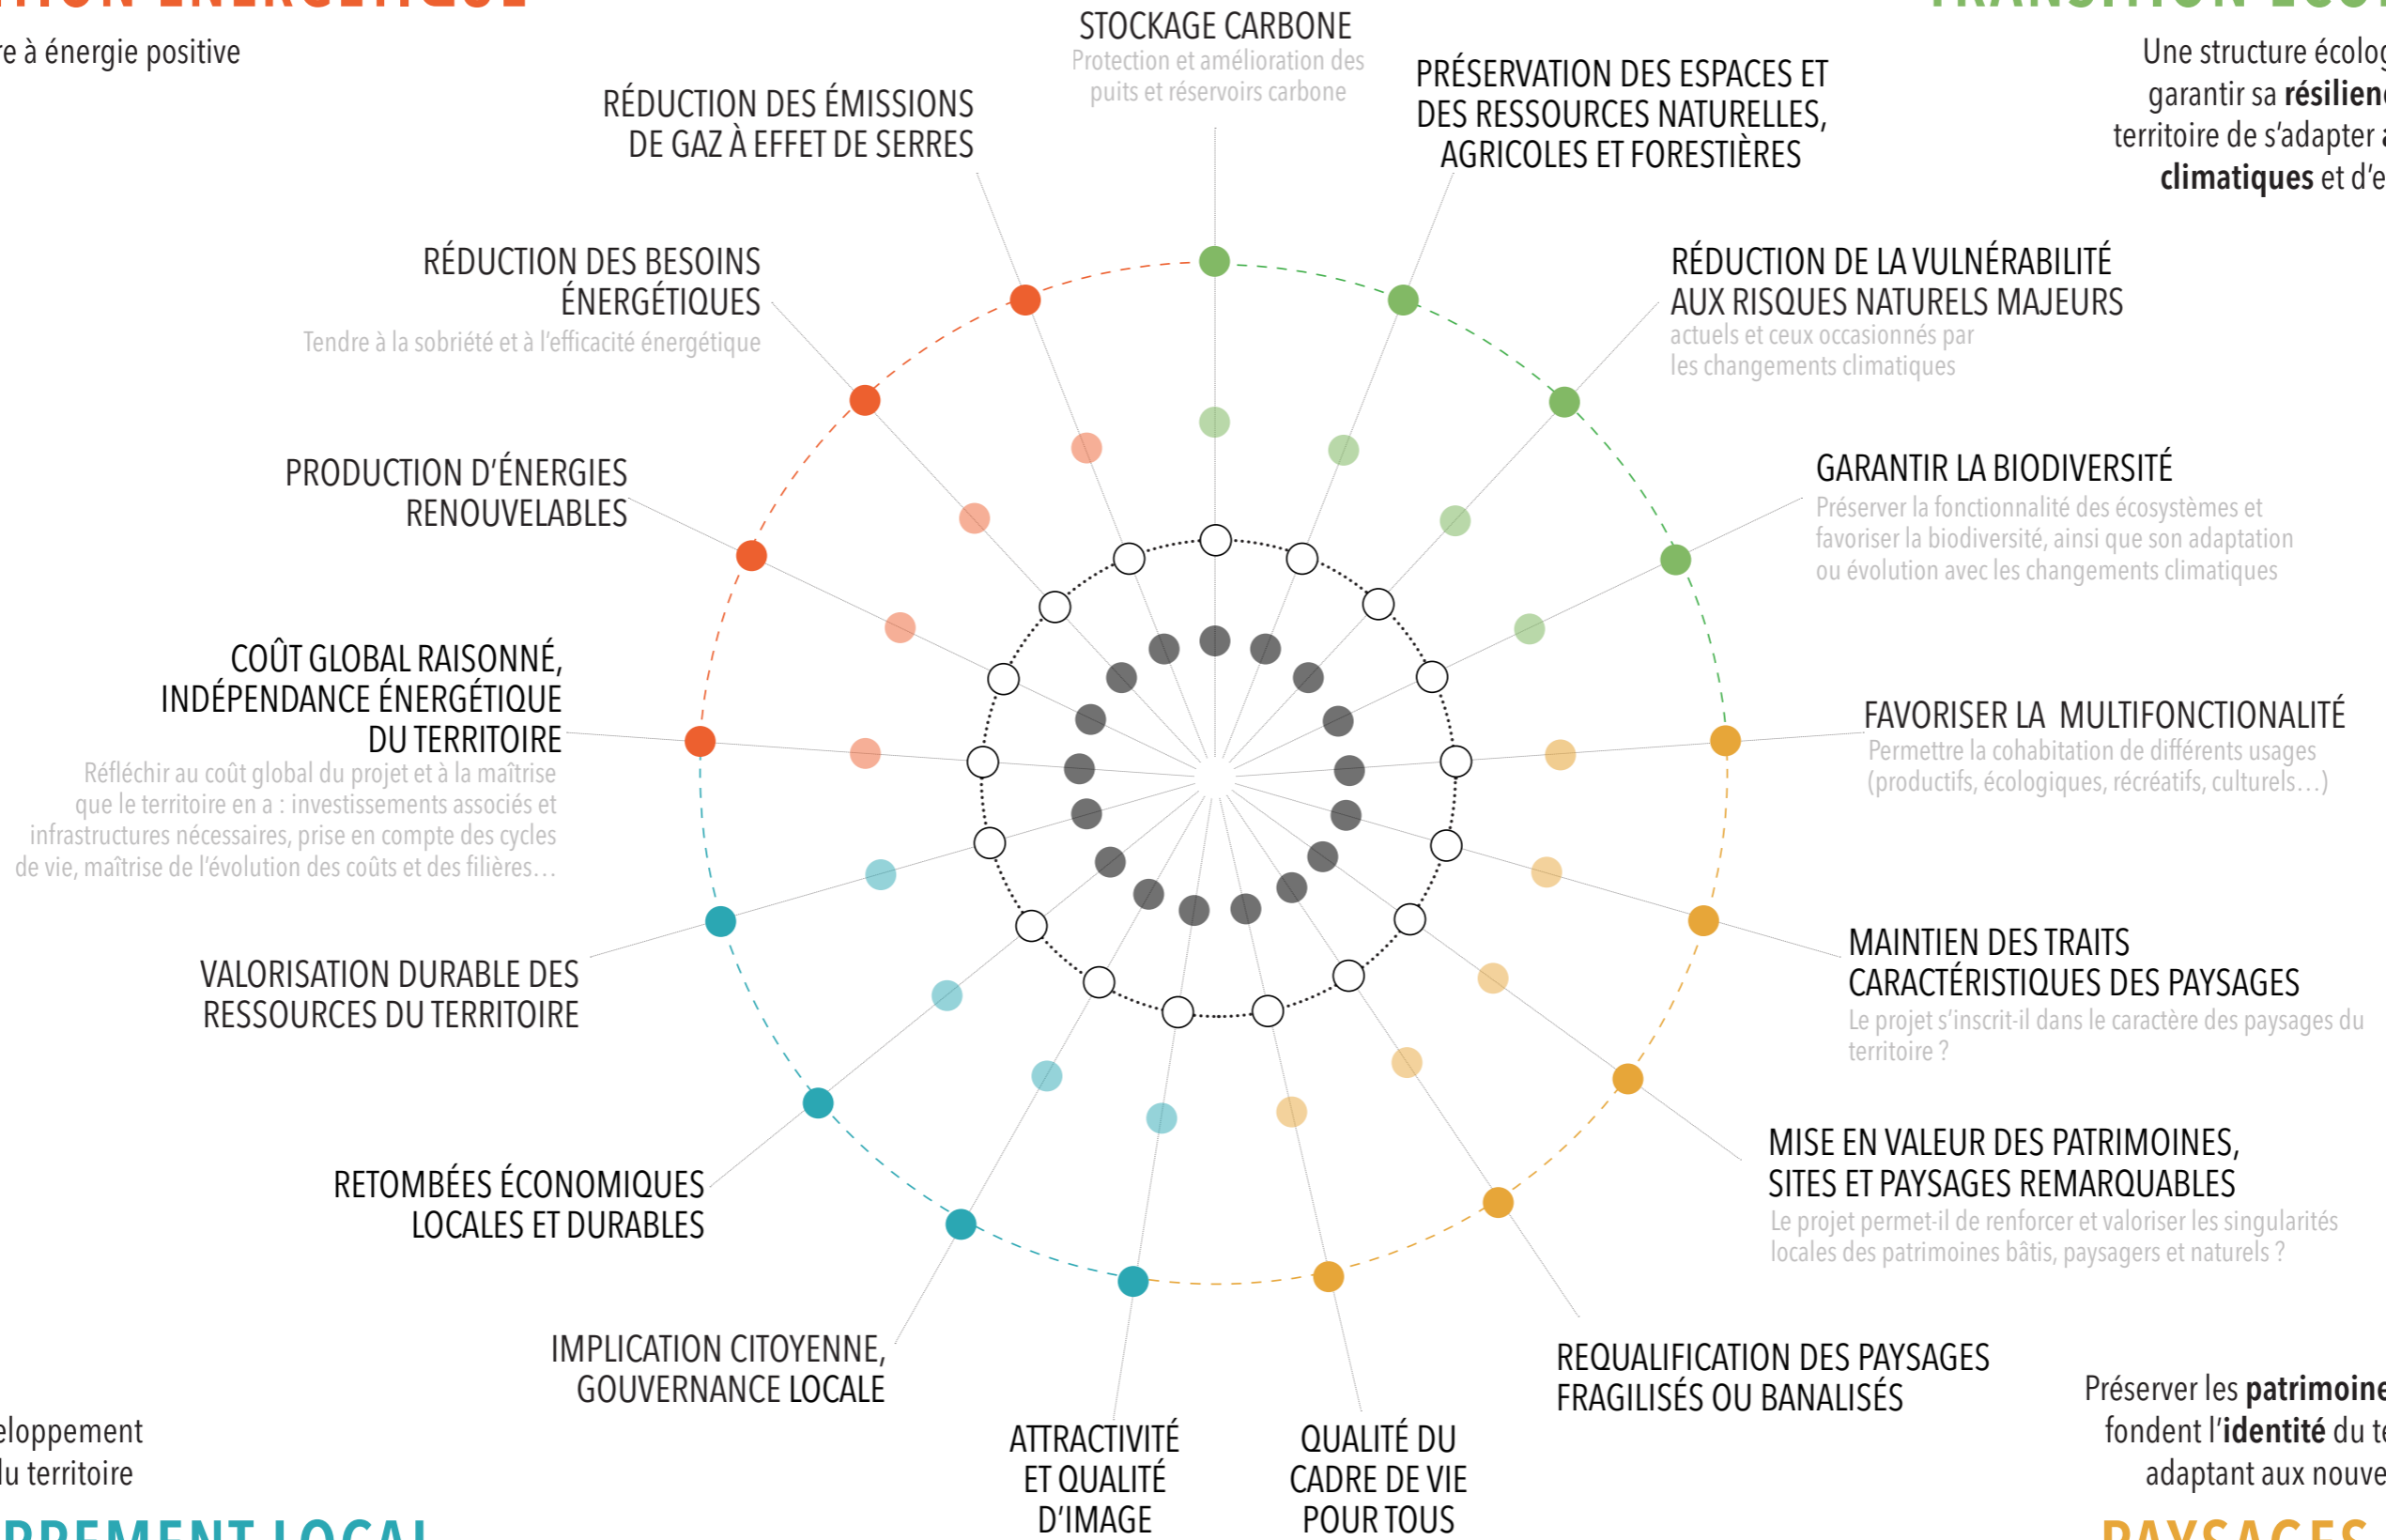 ÉNERGÉTIQUE
re à énergie positive
STOCKAGE CARBONE
Protection et amélioration des
puits et réservoirs carbone
TRANSITION
Une structure
garantir sa
territoire de s'adapter
climatiques et
RÉDUCTION DES ÉMISSIONS
DE GAZ À EFFET DE SERRES
PRÉSERVATION DES ESPACES ET
DES RESSOURCES NATURELLES,
AGRICOLES ET FORESTIÈRES
RÉDUCTION DES BESOINS
ÉNERGÉTIQUES
Tendre à la sobriété et à l'efficacité énergétique
RÉDUCTION DE LA VULNÉRABILITÉ
AUX RISQUES NATURELS MAJEURS
actuels et ceux occasionnés par
les changements climatiques
PRODUCTION D'ÉNERGIES
RENOUVELABLES
GARANTIR LA BIODIVERSITÉ
Préserver la fonctionnalité des écosystèmes et
favoriser la biodiversité, ainsi que son adaptation
ou évolution avec les changements climatiques
COÛT GLOBAL RAISONNÉ,
INDÉPENDANCE ÉNERGÉTIQUE
DU TERRITOIRE
Réfléchir au coût global du projet et à la maîtrise
que le territoire en a : investissements associés et
infrastructures nécessaires, prise en compte des cycles
de vie, maîtrise de l'évolution des coûts et des filières...
FAVORISER LA MULTIFONCTIONALITÉ
Permettre la cohabitation de différents usages
(productifs, écologiques, récréatifs, culturels...)
VALORISATION DURABLE DES
RESSOURCES DU TERRITOIRE
MAINTIEN DES TRAITS
CARACTÉRISTIQUES DES PAYSAGES
Le projet s'inscrit-il dans le caractère des paysages du
territoire ?
RETOMBÉES ÉCONOMIQUES
LOCALES ET DURABLES
MISE EN VALEUR DES PATRIMOINES,
SITES ET PAYSAGES REMARQUABLES
Le projet permet-il de renforcer et valoriser les singularités
locales des patrimoines bâtis, paysagers et naturels ?
IMPLICATION CITOYENNE,
GOUVERNANCE LOCALE
REQUALIFICATION DES PAYSAGES
FRAGILISÉS OU BANALISÉS
ATTRACTIVITÉ
ET QUALITÉ
D'IMAGE
QUALITÉ DU
CADRE DE VIE
POUR TOUS
eloppement
du territoire
LOCAL
Préserver les patrimoine
fondent l'identité du
adaptant aux
PAYSAGES